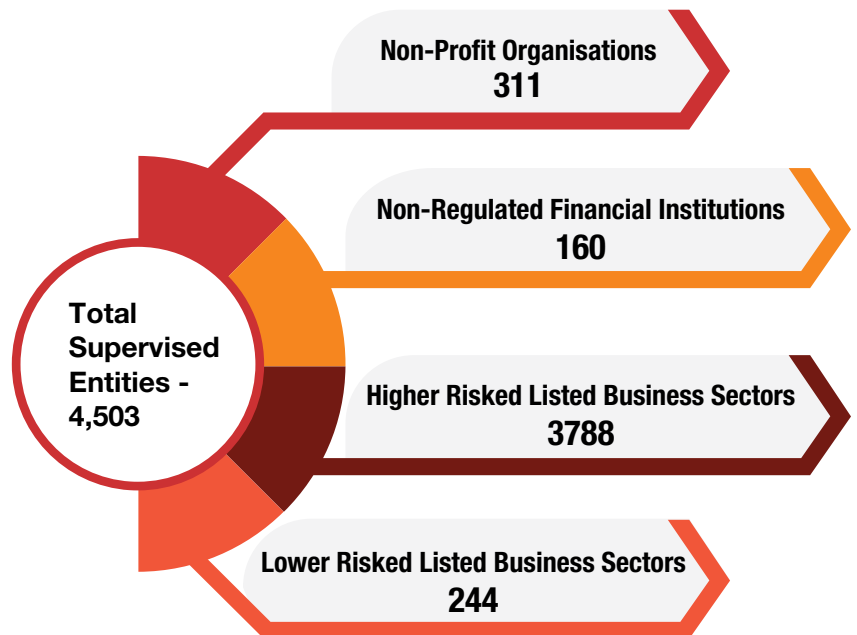 Non-Profit Organisations
311
Non-Regulated Financial Institutions
160
Total
Supervised
Entities -
4,503
Higher Risked Listed Business Sectors
3788
Lower Risked Listed Business Sectors
244